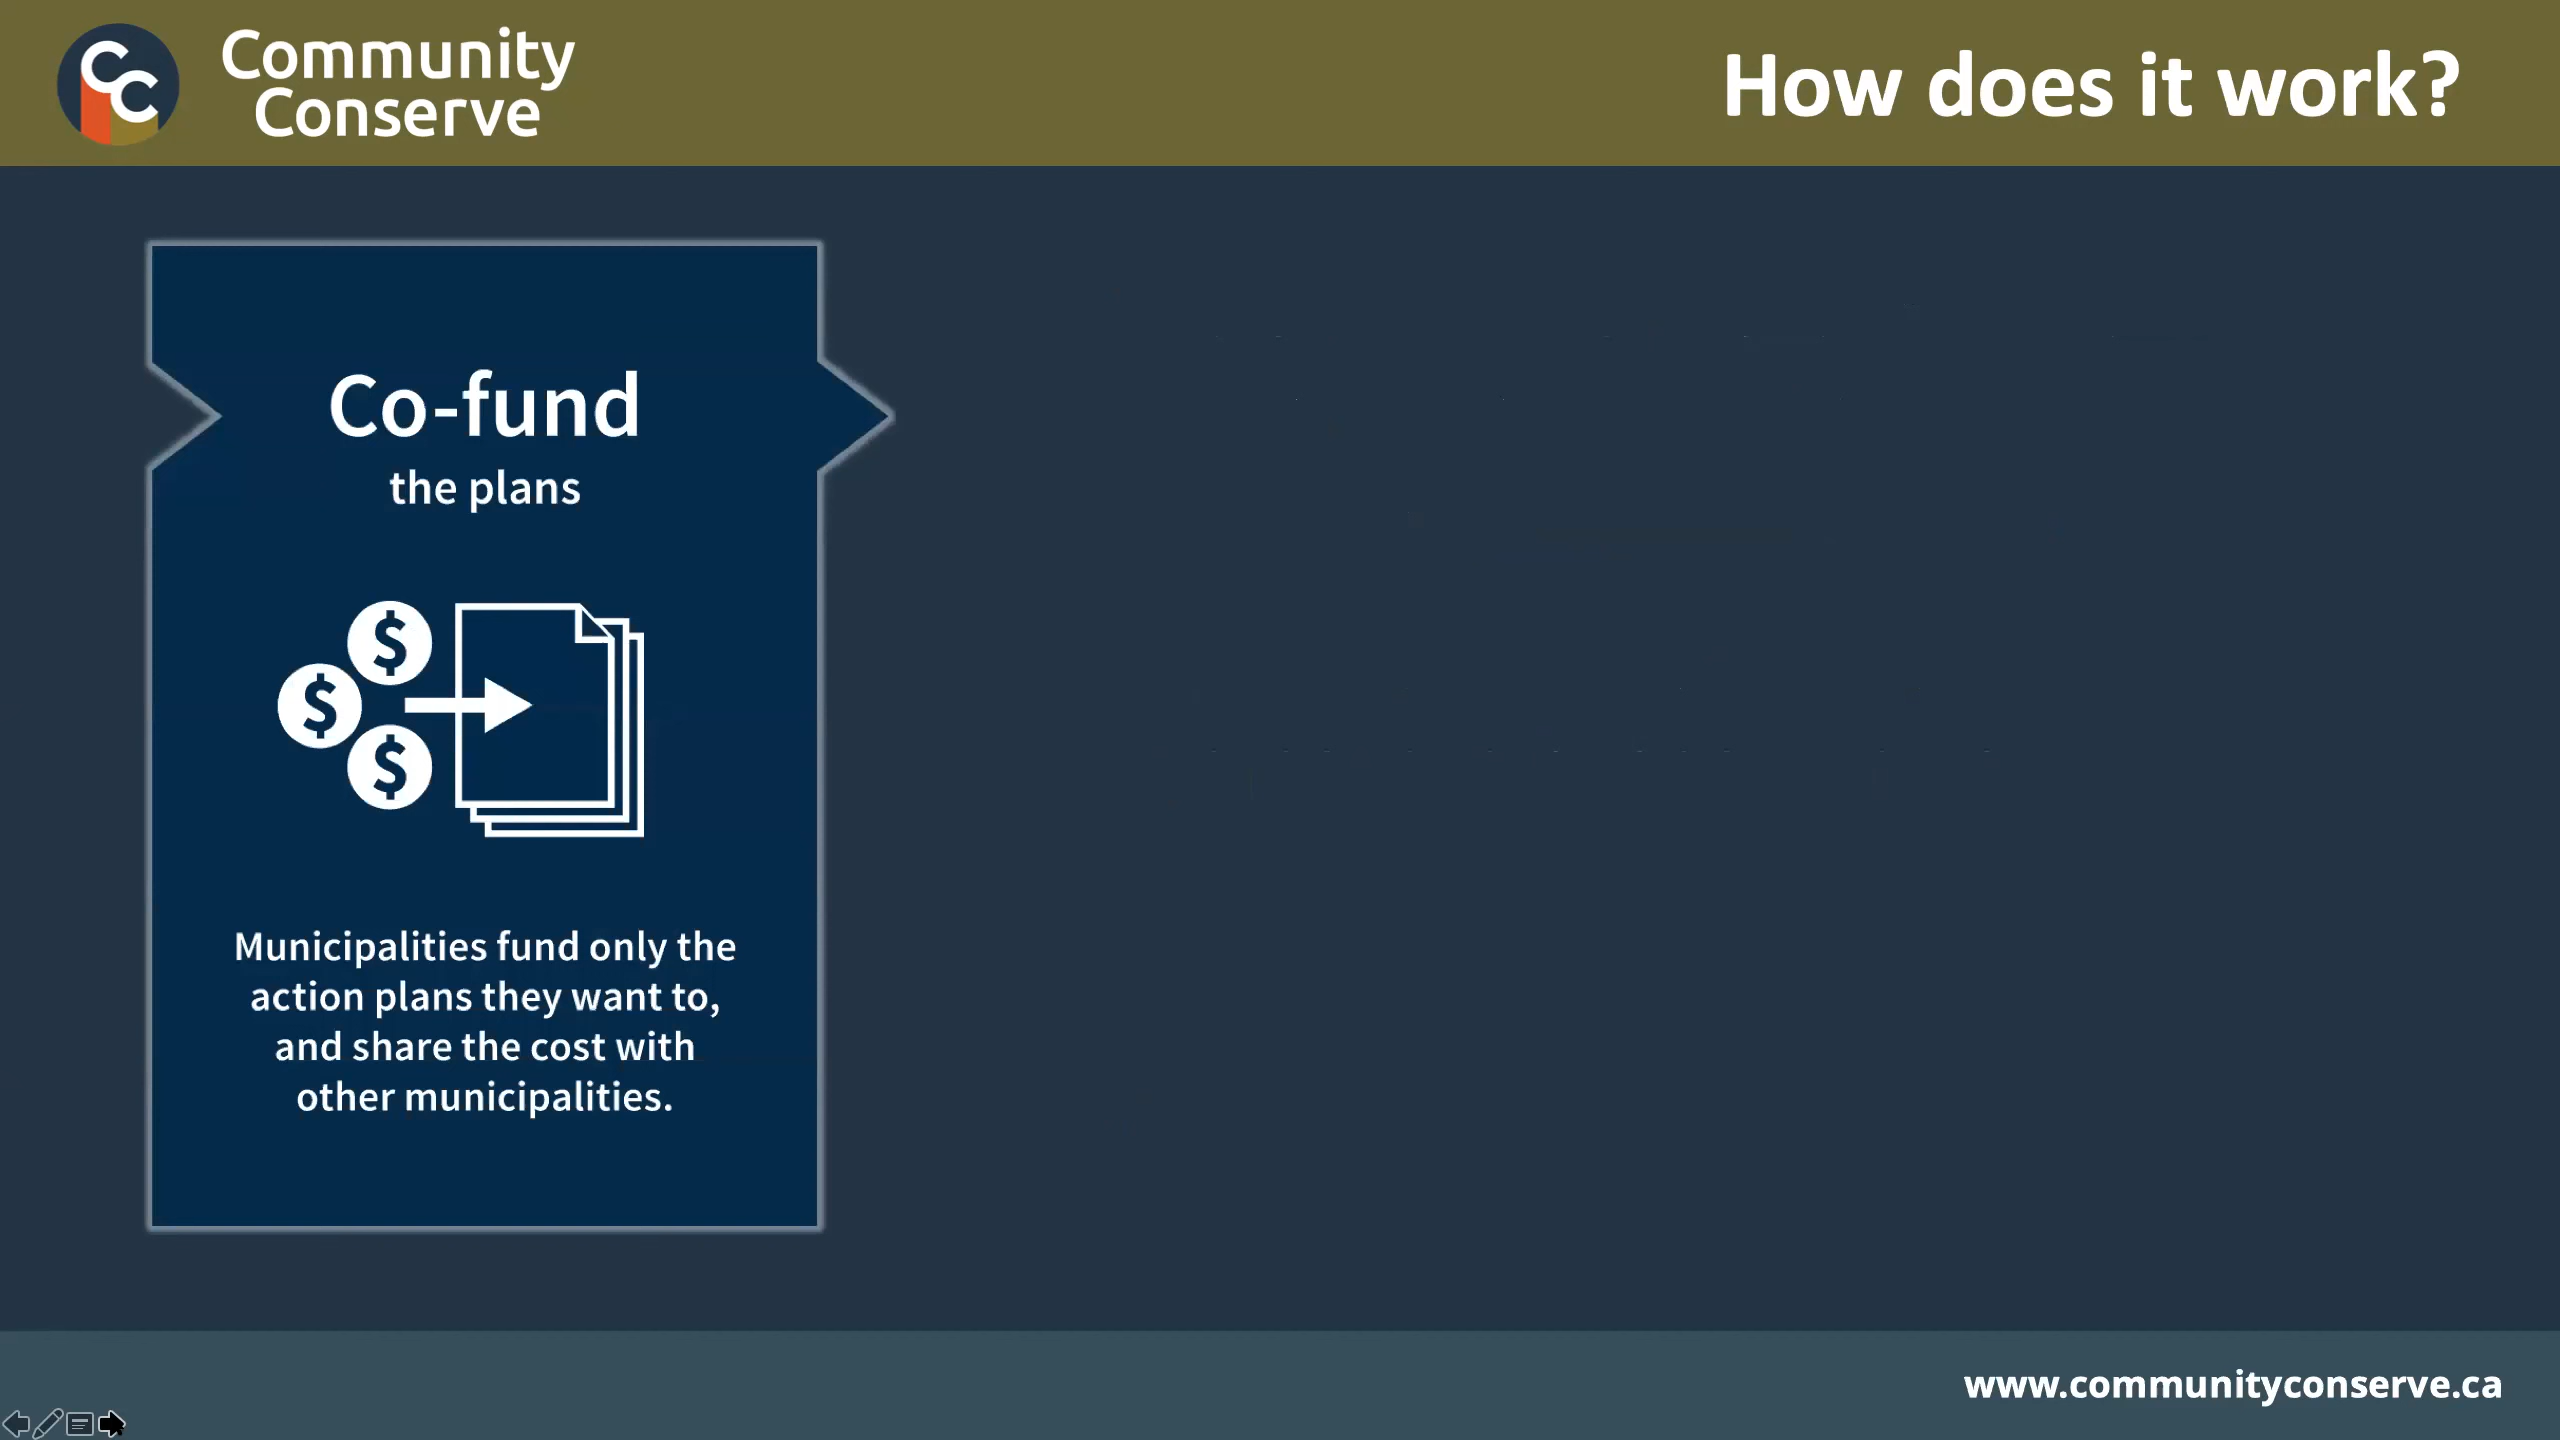 Community
Conserve
How does it work?
Co-fund
the plans
$
$
$
Municipalities fund only the
action plans they want to,
and share the cost with
other municipalities.
www.communityconserve.ca